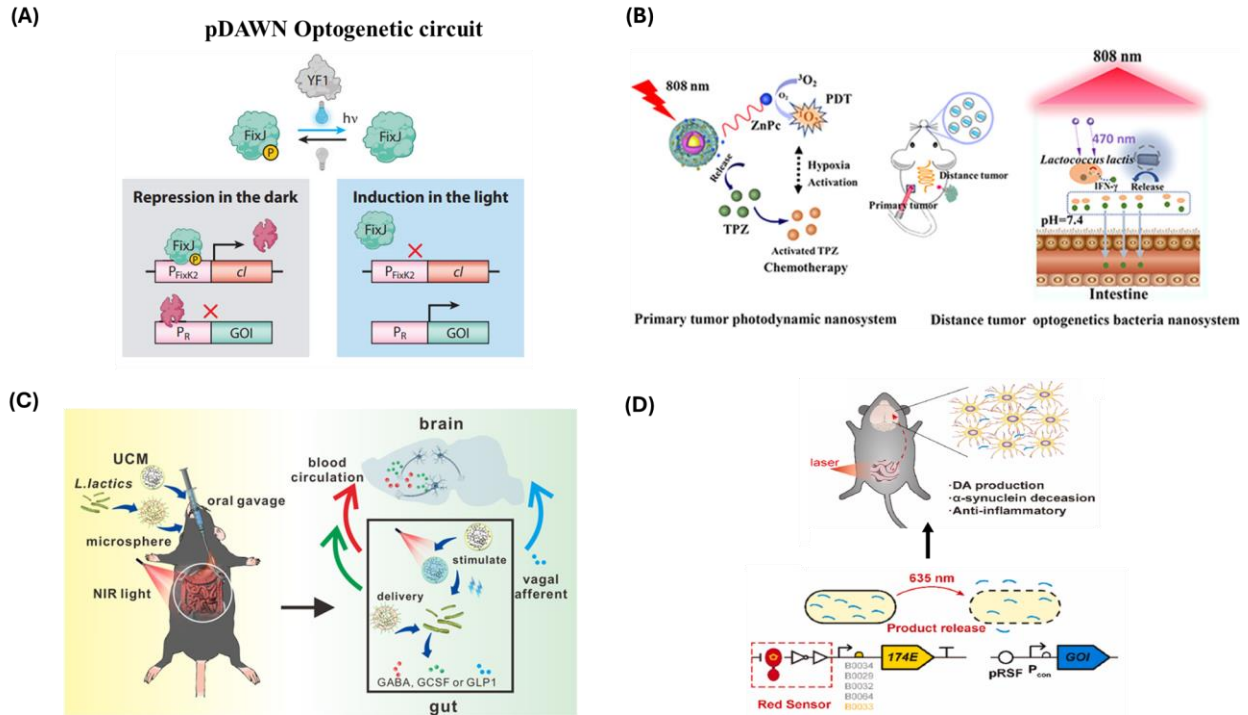 (A)
pDAWN Optogenetic circuit
YF1
FixJ
P
hν
FixJ
Repression in the dark
FixJ
P
PFixK2
cI
PR
GOI
Induction in the light
FixJ
PFixK2
cI
PR
GOI
(B)
808 nm
ZnPc
³O₂
O₂
PDT
¹O₂
Release
TPZ
Hypoxia
Activation
Activated TPZ
Chemotherapy
Distance tumor
Primary tumor
Primary tumor photodynamic nanosystem
808 nm
470 nm
Lactococcus lactis
IFN-γ
Release
pH=7.4
Intestine
Distance tumor optogenetics bacteria nanosystem
(C)
UCM
L.lactics
oral gavage
microsphere
NIR light
brain
blood
circulation
stimulate
delivery
vagal
afferent
GABA, GCSF or GLP1
gut
(D)
laser
·DA production
·α-synuclein deceasion
·Anti-inflammatory
635 nm
Product release
174E
B0034
B0029
B0032
B0064
B0033
Red Sensor
pRSF
Pcon
GOI